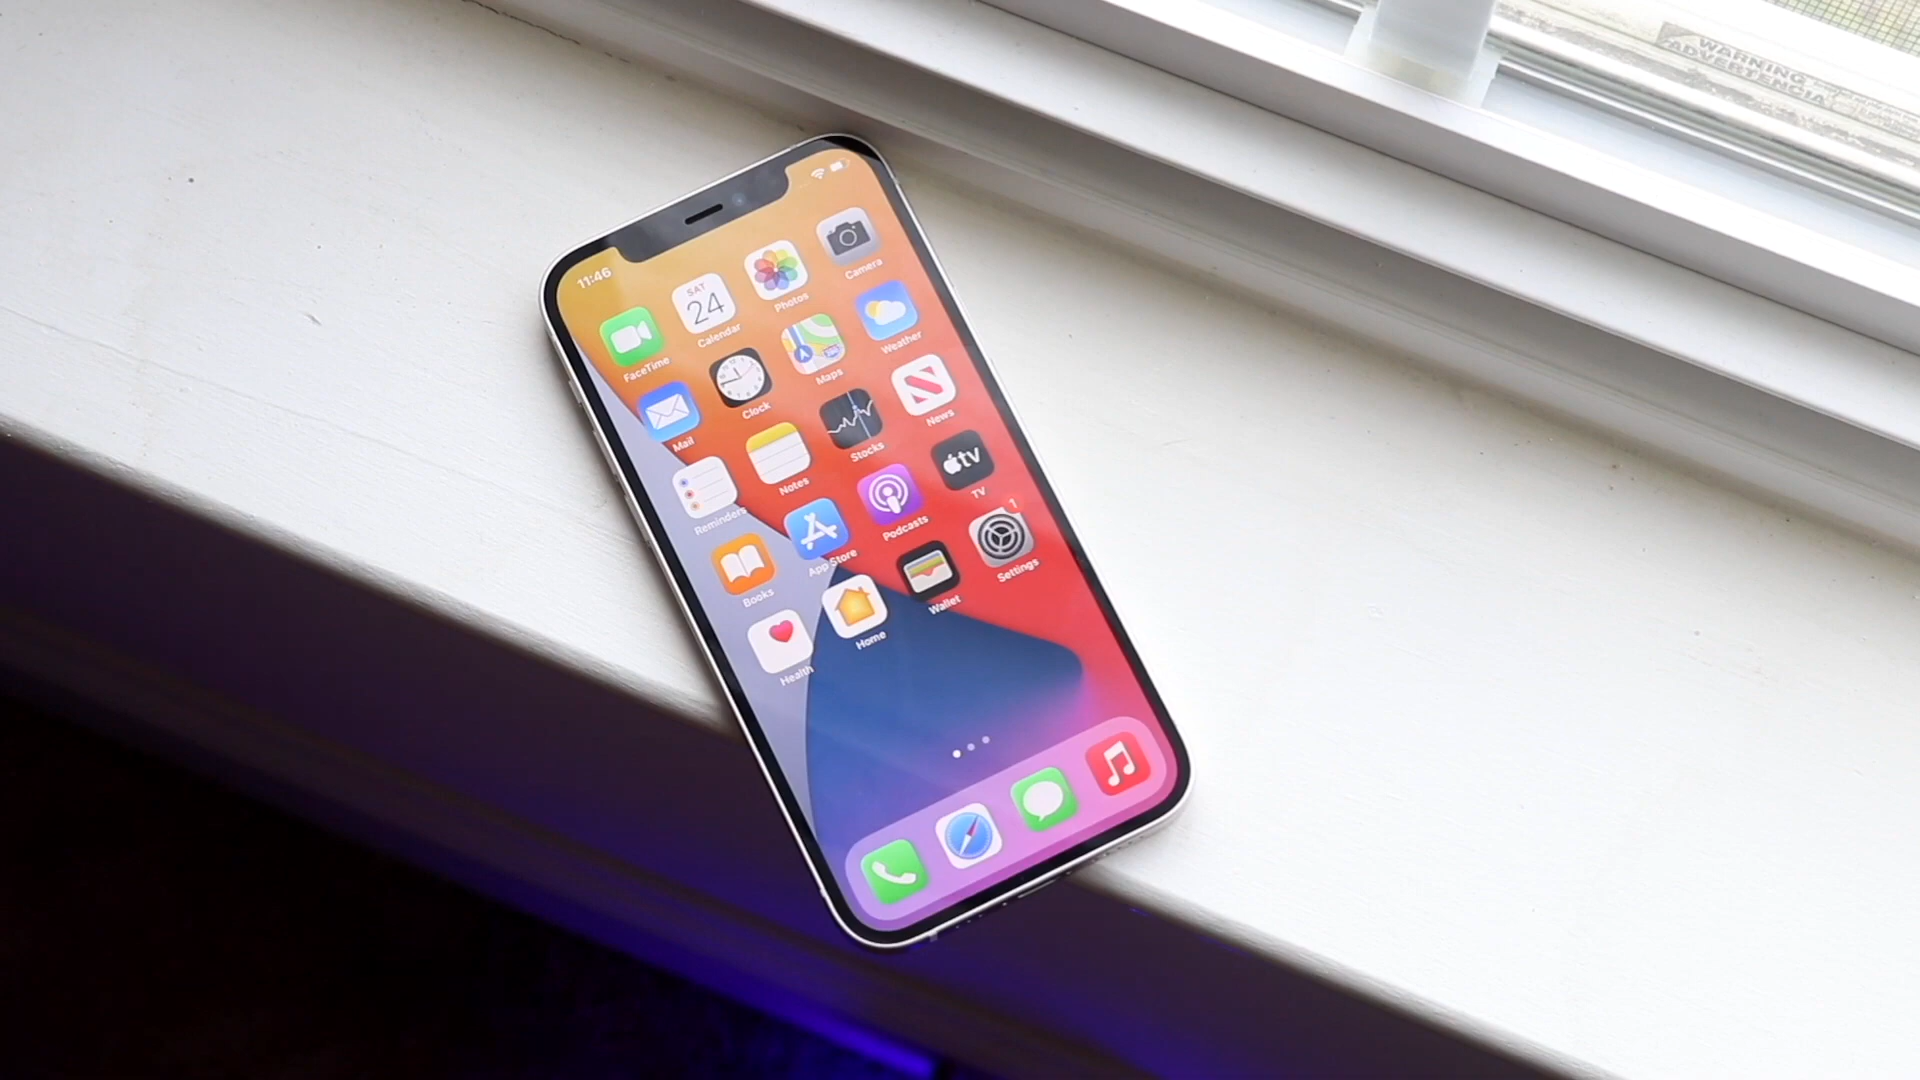 11:46
FaceTime
SAT
24
Calendar
Photos
Camera
Mail
Clock
Maps
Weather
Reminders
Notes
Stocks
News
Books
App Store
Podcasts
tv
TV
Health
Home
Wallet
1
Settings
WARNING
ADVERTENCIA